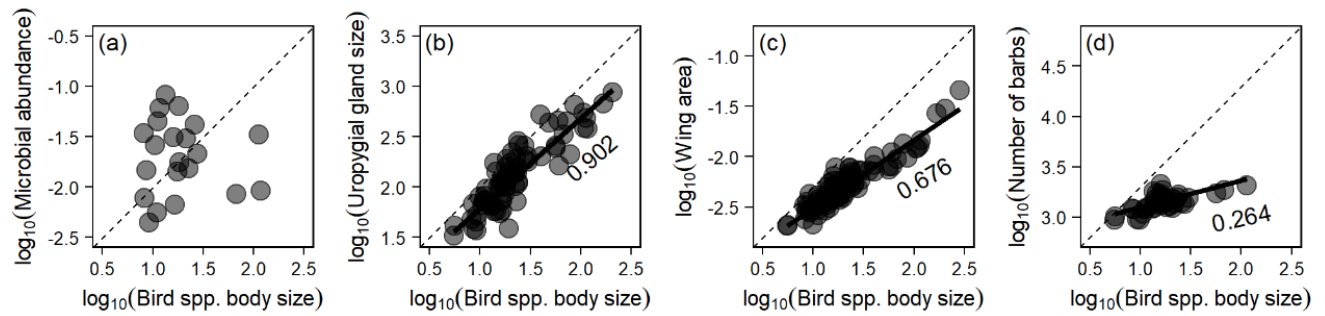 (a)
log10(Microbial abundance)
-0.5
-1.0
-1.5
-2.0
-2.5
0.5 1.0 1.5 2.0 2.5
log10(Bird spp. body size)
(b)
log10(Uropygial gland size)
3.5
3.0
2.5
2.0
1.5
0.902
0.5 1.0 1.5 2.0 2.5
log10(Bird spp. body size)
(c)
log10(Wing area)
-1.0
-1.5
-2.0
-2.5
0.676
0.5 1.0 1.5 2.0 2.5
log10(Bird spp. body size)
(d)
log10(Number of barbs)
4.5
4.0
3.5
3.0
0.264
0.5 1.0 1.5 2.0 2.5
log10(Bird spp. body size)